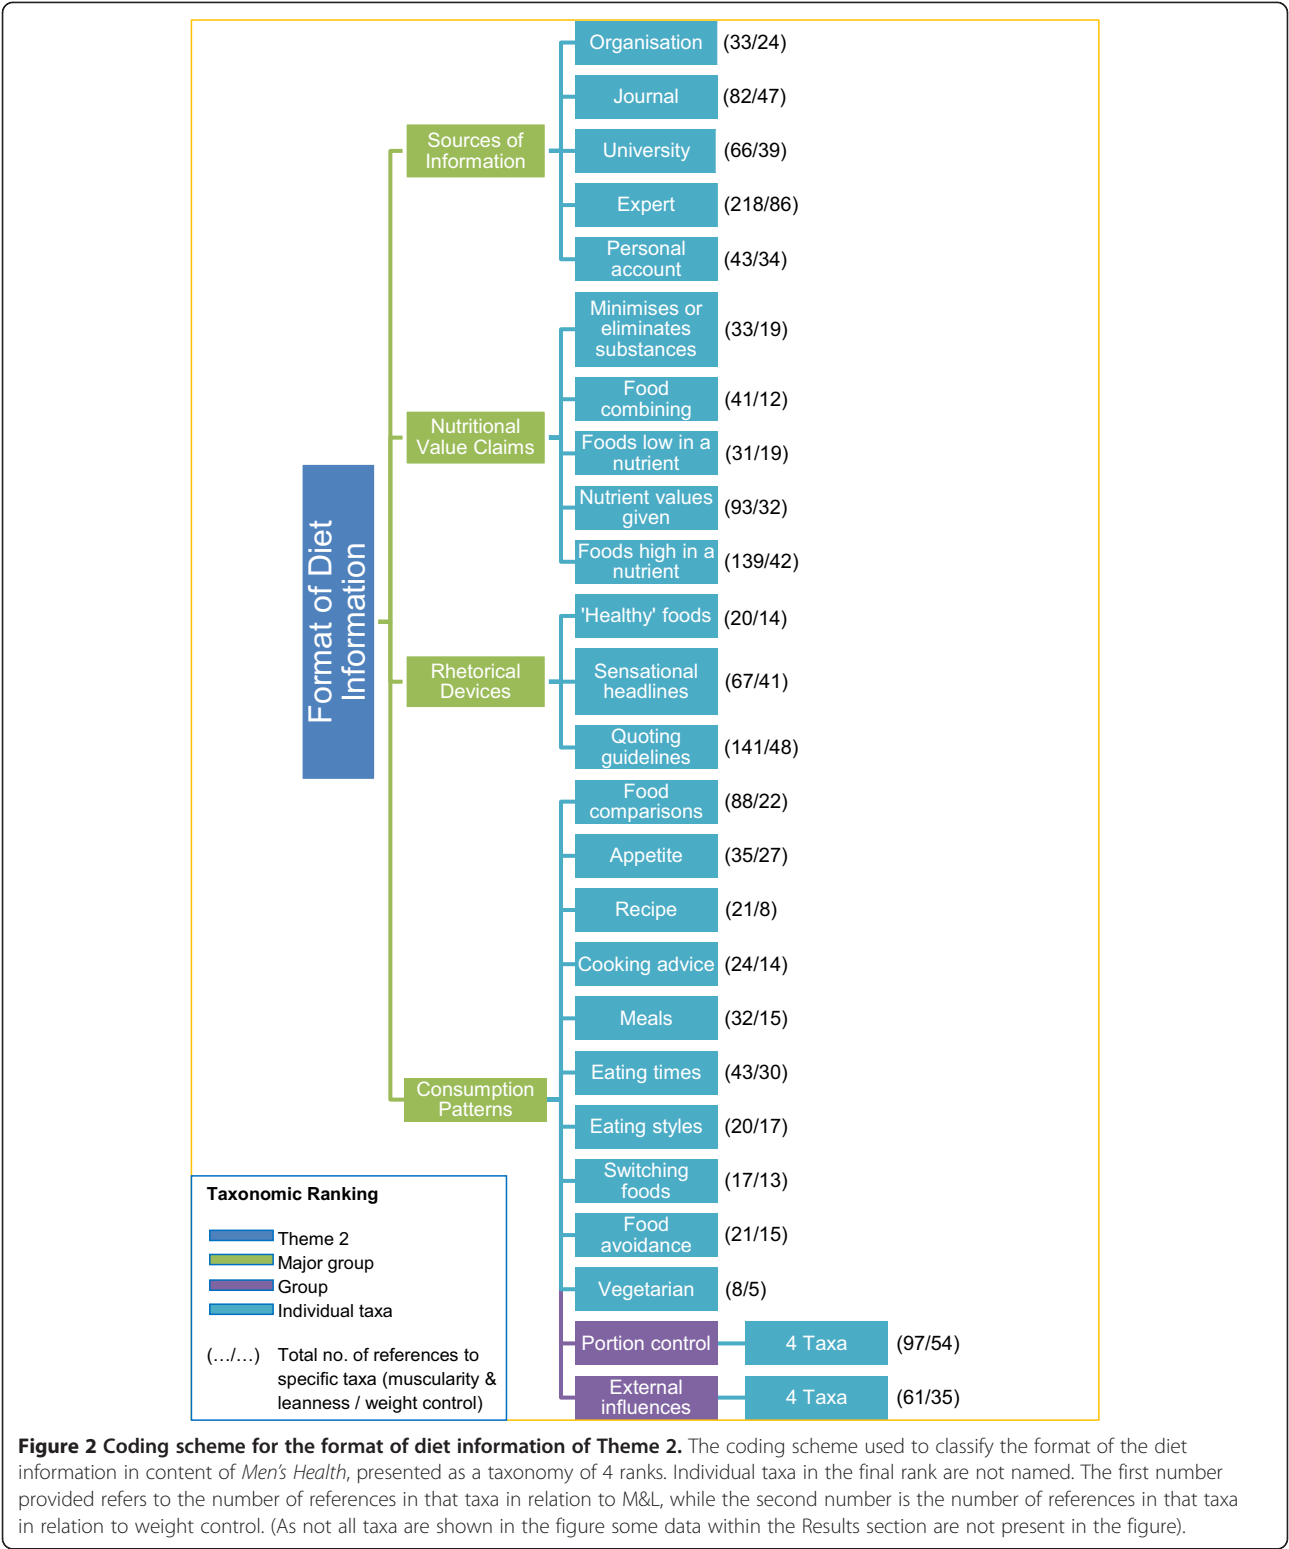 Organisation (33/24)
Journal (82/47)
Sources of
Information
University (66/39)
Expert (218/86)
Personal
account (43/34)
Minimises or
eliminates
substances (33/19)
Food
combining (41/12)
Nutritional
Value Claims
Foods low in a
nutrient (31/19)
Nutrient values
given (93/32)
Foods high in a
nutrient (139/42)
Format of Diet
Information
'Healthy' foods (20/14)
Rhetorical
Devices
Sensational
headlines (67/41)
Quoting
guidelines (141/48)
Food
comparisons (88/22)
Appetite (35/27)
Recipe (21/8)
Cooking advice (24/14)
Meals (32/15)
Eating times (43/30)
Consumption
Patterns
Eating styles (20/17)
Switching
foods (17/13)
Food
avoidance (21/15)
Vegetarian (8/5)
Portion control 4 Taxa (97/54)
External
influences 4 Taxa (61/35)
Taxonomic Ranking
Theme 2
Major group
Group
Individual taxa
(…/…) Total no. of references to
specific taxa (muscularity &
leanness / weight control)
Figure 2 Coding scheme for the format of diet information of Theme 2. The coding scheme used to classify the format of the diet
information in content of Men's Health, presented as a taxonomy of 4 ranks. Individual taxa in the final rank are not named. The first number
provided refers to the number of references in that taxa in relation to M&L, while the second number is the number of references in that taxa
in relation to weight control. (As not all taxa are shown in the figure some data within the Results section are not present in the figure).